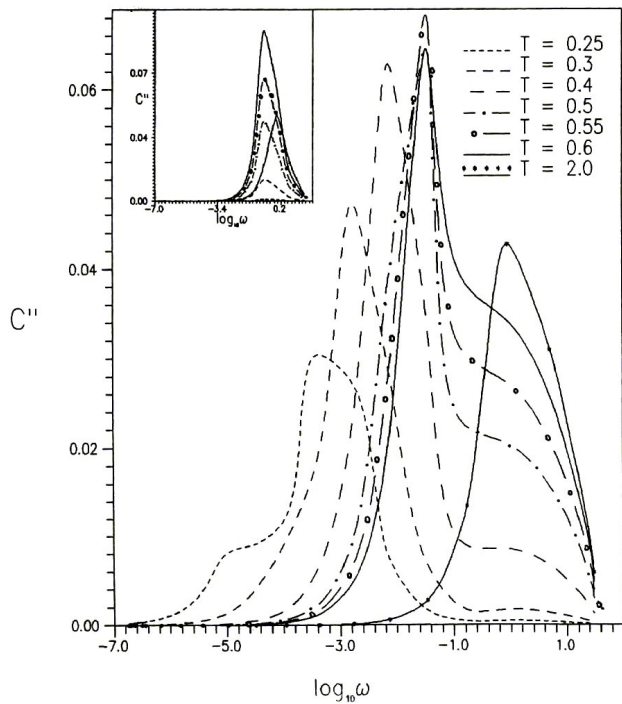 0.07
C''
0.04
0.00
-7.0 -3.4 0.2
log₁₀ω
T = 0.25
T = 0.3
T = 0.4
T = 0.5
T = 0.55
T = 0.6
T = 2.0
0.06
0.04
C''
0.02
0.00
-7.0 -5.0 -3.0 -1.0 1.0
log₁₀ω